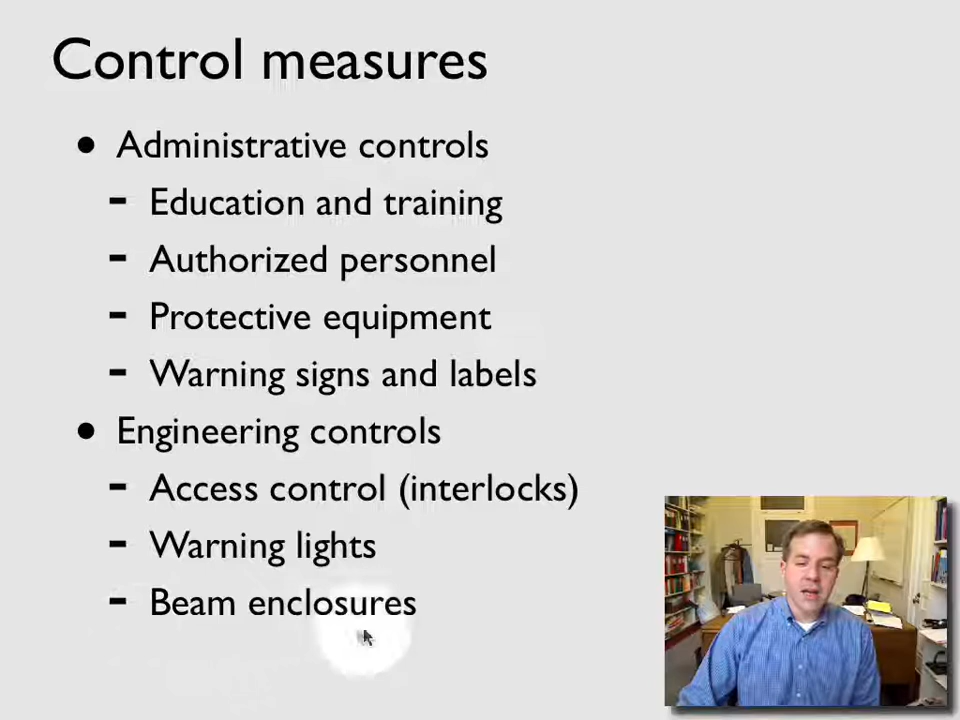 Control measures
• Administrative controls
- Education and training
- Authorized personnel
- Protective equipment
- Warning signs and labels
• Engineering controls
- Access control (interlocks)
- Warning lights
- Beam enclosures